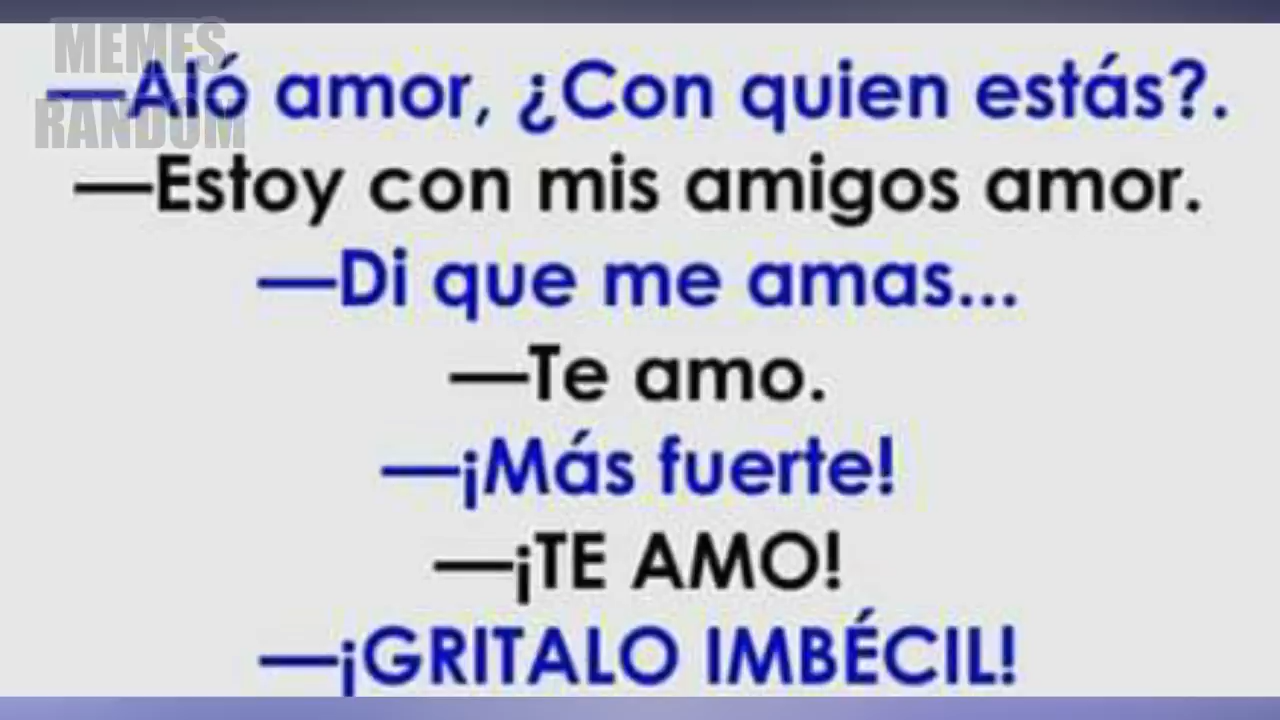 MEMES
RANDOM
—Aló amor, ¿Con quien estás?.
—Estoy con mis amigos amor.
—Di que me amas...
—Te amo.
—¡Más fuerte!
—¡TE AMO!
—¡GRITALO IMBÉCIL!